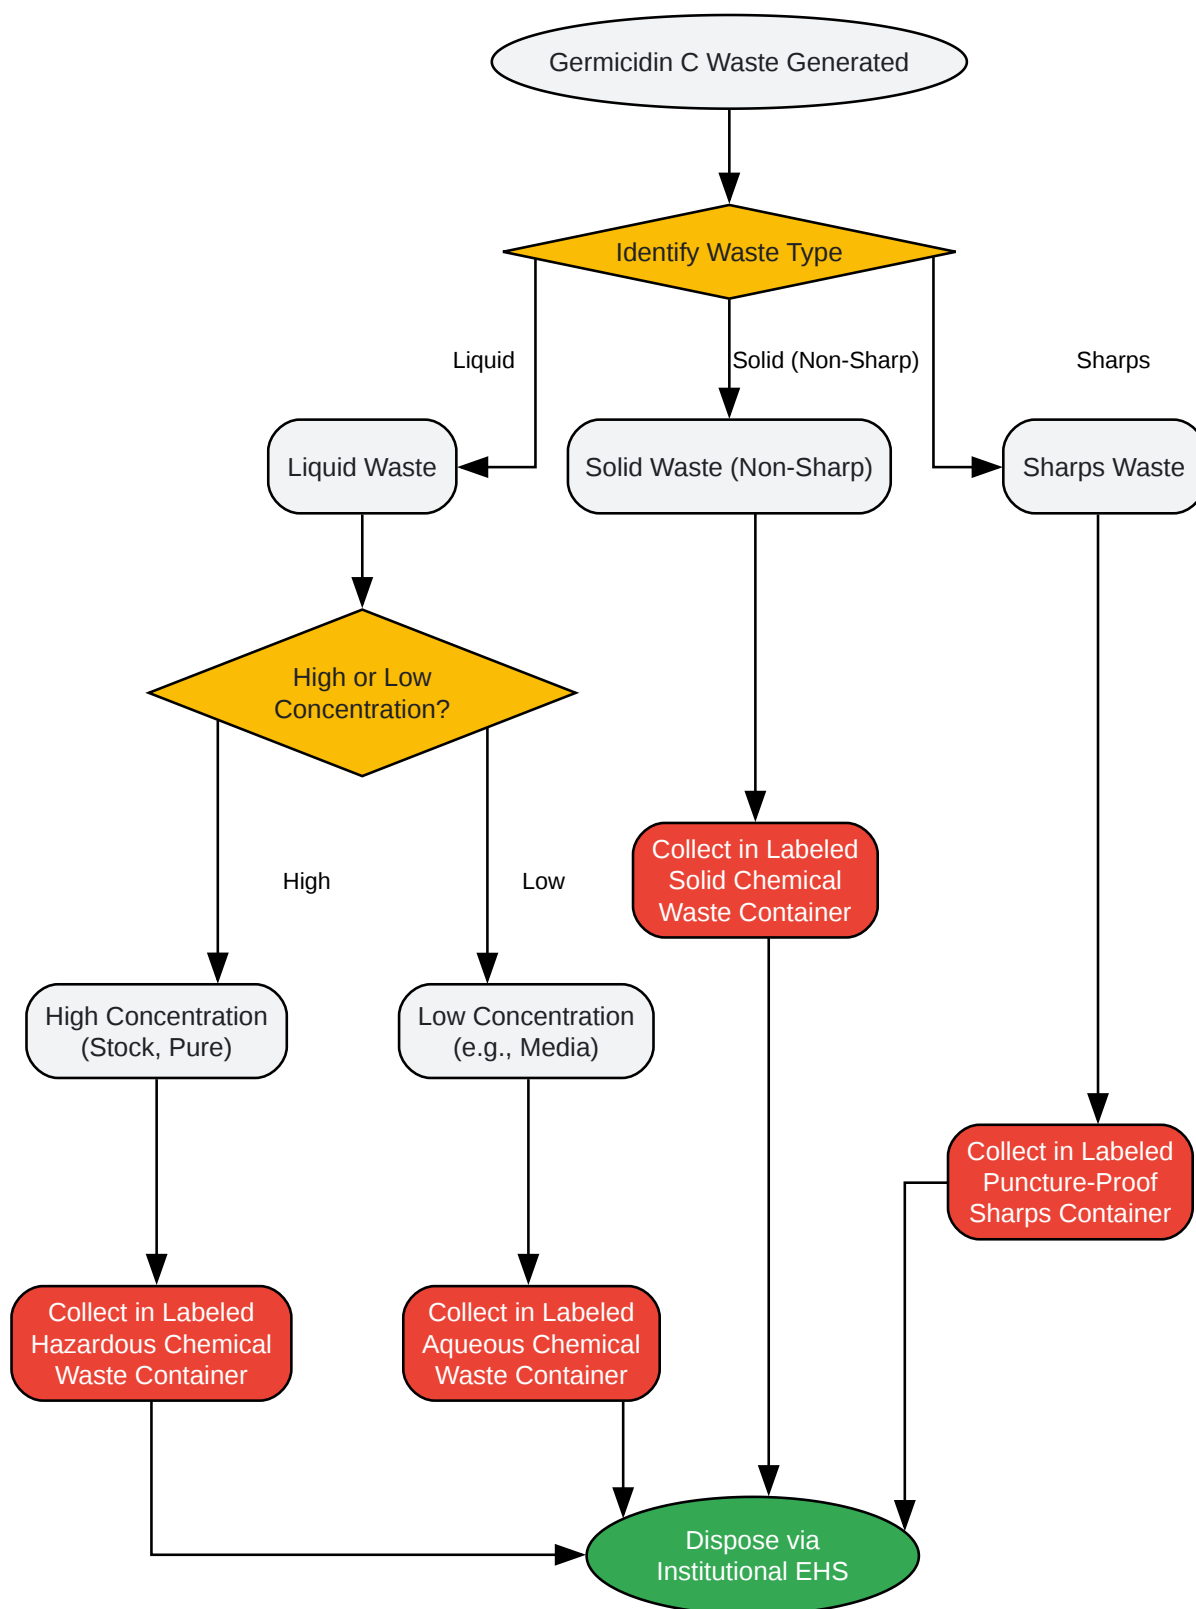 Germicidin C Waste Generated
Identify Waste Type
Liquid
Solid (Non-Sharp)
Sharps
Liquid Waste
Solid Waste (Non-Sharp)
Sharps Waste
High or Low
Concentration?
High
Low
Collect in Labeled
Solid Chemical
Waste Container
High Concentration
(Stock, Pure)
Low Concentration
(e.g., Media)
Collect in Labeled
Puncture-Proof
Sharps Container
Collect in Labeled
Hazardous Chemical
Waste Container
Collect in Labeled
Aqueous Chemical
Waste Container
Dispose via
Institutional EHS